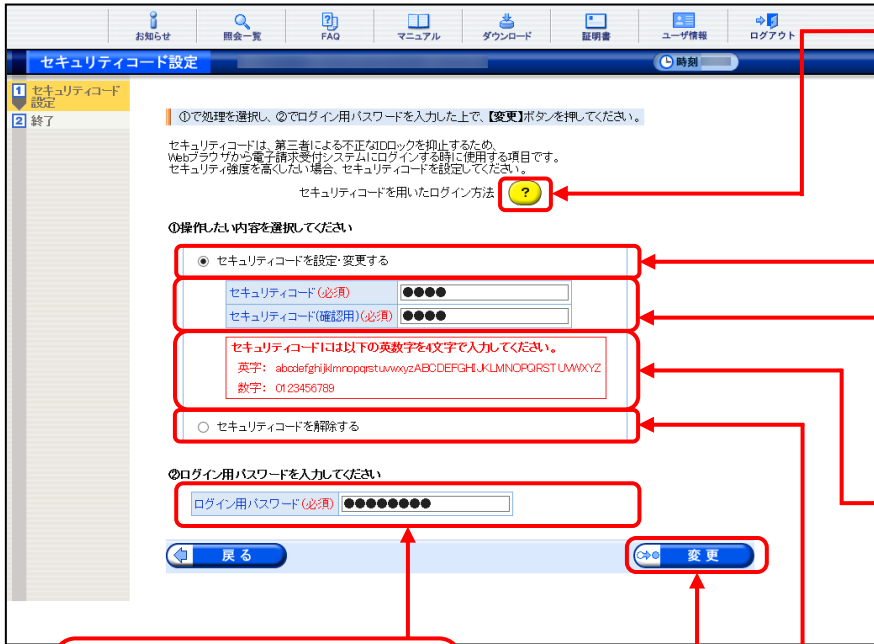 お知らせ 照会一覧 FAQ マニュアル ダウンロード 証明書 ユーザ情報 ログアウト
セキュリティコード設定 時刻
1 セキュリティコード
設定
2 終了
①で処理を選択し、②でログイン用パスワードを入力した上で、【変更】ボタンを押してください。
セキュリティコードは、第三者による不正なIDロックを抑止するため、
Webブラウザから電子請求受付システムにログインする時に使用する項目です。
セキュリティ強度を高くしたい場合、セキュリティコードを設定してください。
セキュリティコードを用いたログイン方法 ?
①操作したい内容を選択してください
セキュリティコードを設定・変更する
セキュリティコード(必須) ●●●●
セキュリティコード(確認用)(必須) ●●●●
セキュリティコードには以下の英数字を4文字で入力してください。
英字: abcdefghijklmnopqrstuvwxyzABCDEFGHIJKLMNOPQRSTUVWXYZ
数字: 0123456789
セキュリティコードを解除する
②ログイン用パスワードを入力してください
ログイン用パスワード(必須) ●●●●●●●●
戻る 変更